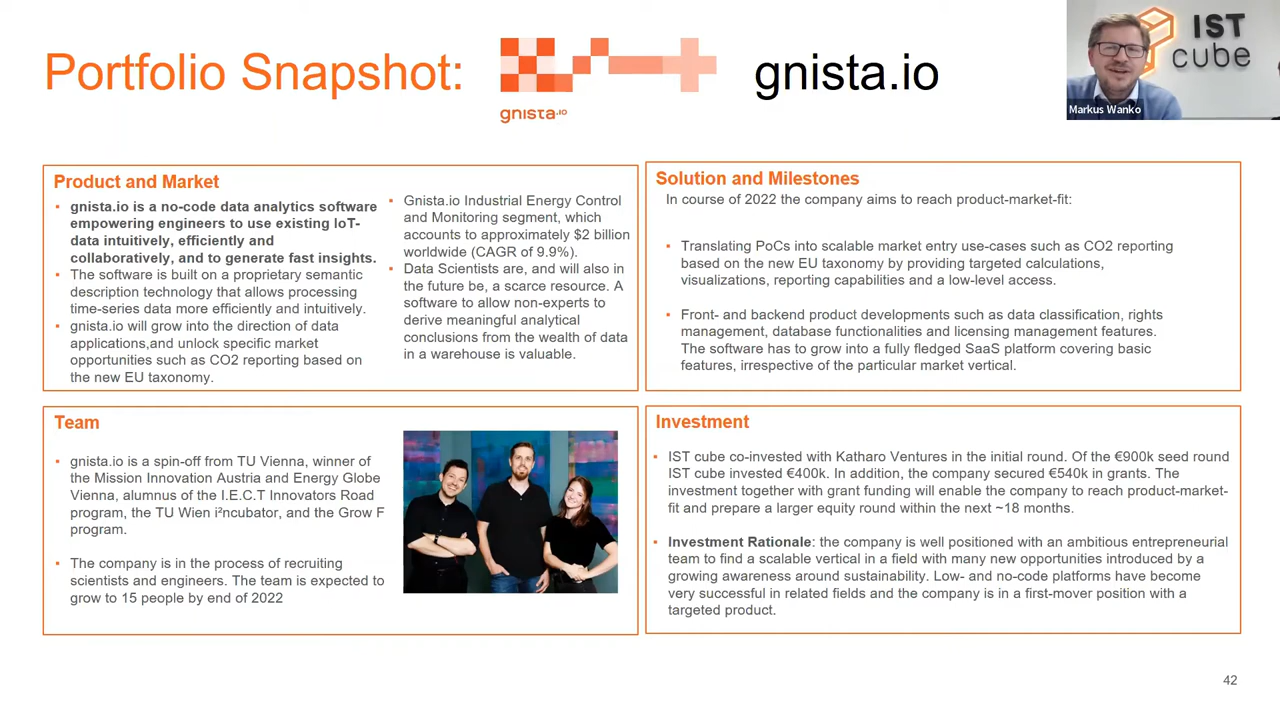 Portfolio Snapshot:
gnista.io
gnista.io
IST
cube
Markus Wanko
Product and Market
gnista.io is a no-code data analytics software
empowering engineers to use existing IoT-
data intuitively, efficiently and
collaboratively, and to generate fast insights.
The software is built on a proprietary semantic
description technology that allows processing
time-series data more efficiently and intuitively.
gnista.io will grow into the direction of data
applications,and unlock specific market
opportunities such as CO2 reporting based on
the new EU taxonomy.
Gnista.io Industrial Energy Control
and Monitoring segment, which
accounts to approximately $2 billion
worldwide (CAGR of 9.9%).
Data Scientists are, and will also in
the future be, a scarce resource. A
software to allow non-experts to
derive meaningful analytical
conclusions from the wealth of data
in a warehouse is valuable.
Solution and Milestones
In course of 2022 the company aims to reach product-market-fit:
Translating PoCs into scalable market entry use-cases such as CO2 reporting
based on the new EU taxonomy by providing targeted calculations,
visualizations, reporting capabilities and a low-level access.
Front- and backend product developments such as data classification, rights
management, database functionalities and licensing management features.
The software has to grow into a fully fledged SaaS platform covering basic
features, irrespective of the particular market vertical.
Team
gnista.io is a spin-off from TU Vienna, winner of
the Mission Innovation Austria and Energy Globe
Vienna, alumnus of the I.E.C.T Innovators Road
program, the TU Wien i²ncubator, and the Grow F
program.
The company is in the process of recruiting
scientists and engineers. The team is expected to
grow to 15 people by end of 2022
Investment
IST cube co-invested with Katharo Ventures in the initial round. Of the €900k seed round
IST cube invested €400k. In addition, the company secured €540k in grants. The
investment together with grant funding will enable the company to reach product-market-
fit and prepare a larger equity round within the next ~18 months.
Investment Rationale: the company is well positioned with an ambitious entrepreneurial
team to find a scalable vertical in a field with many new opportunities introduced by a
growing awareness around sustainability. Low- and no-code platforms have become
very successful in related fields and the company is in a first-mover position with a
targeted product.
42